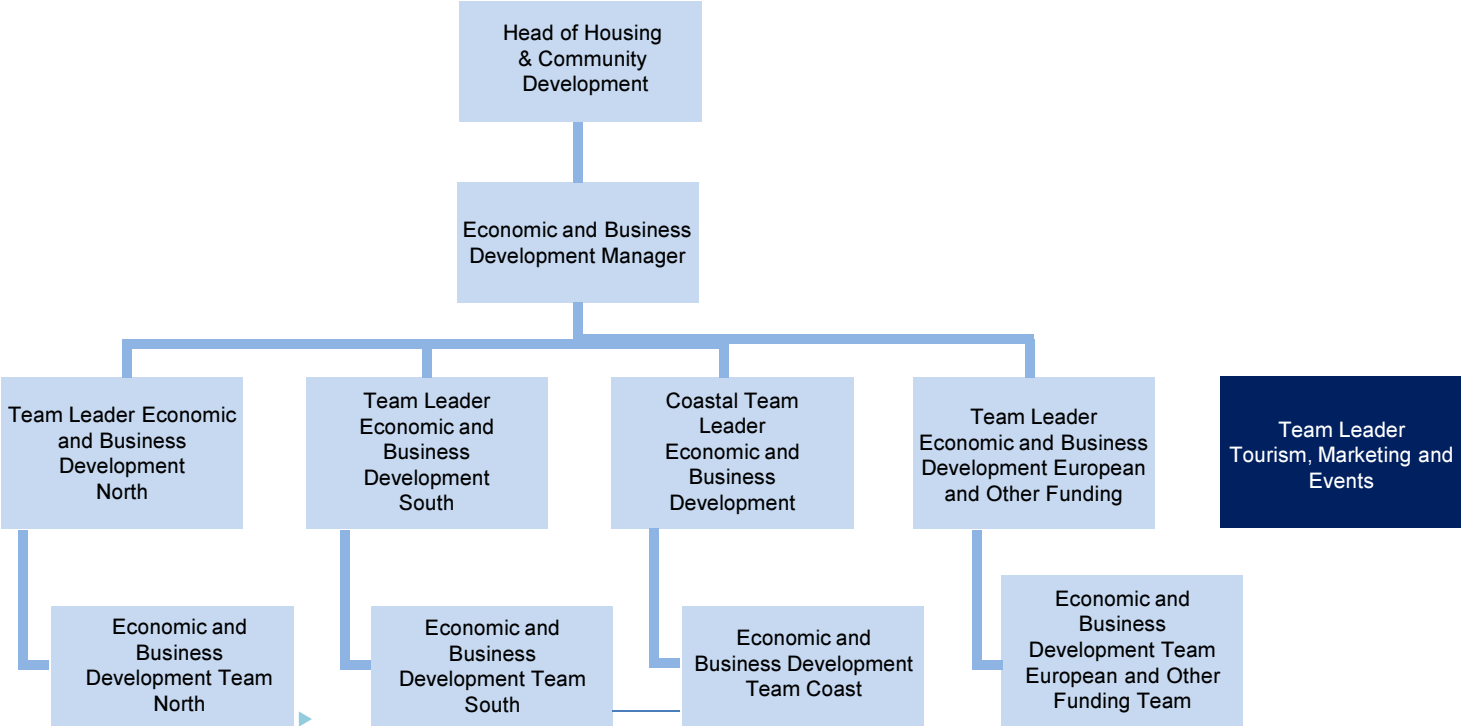 Head of Housing
& Community
Development
Economic and Business
Development Manager
Team Leader Economic
and Business
Development
North
Team Leader
Economic and
Business
Development
South
Coastal Team
Leader
Economic and
Business
Development
Team Leader
Economic and Business
Development European
and Other Funding
Team Leader
Tourism, Marketing and
Events
Economic and
Business
Development Team
North
Economic and
Business
Development Team
South
Economic and
Business Development
Team Coast
Economic and
Business
Development Team
European and Other
Funding Team